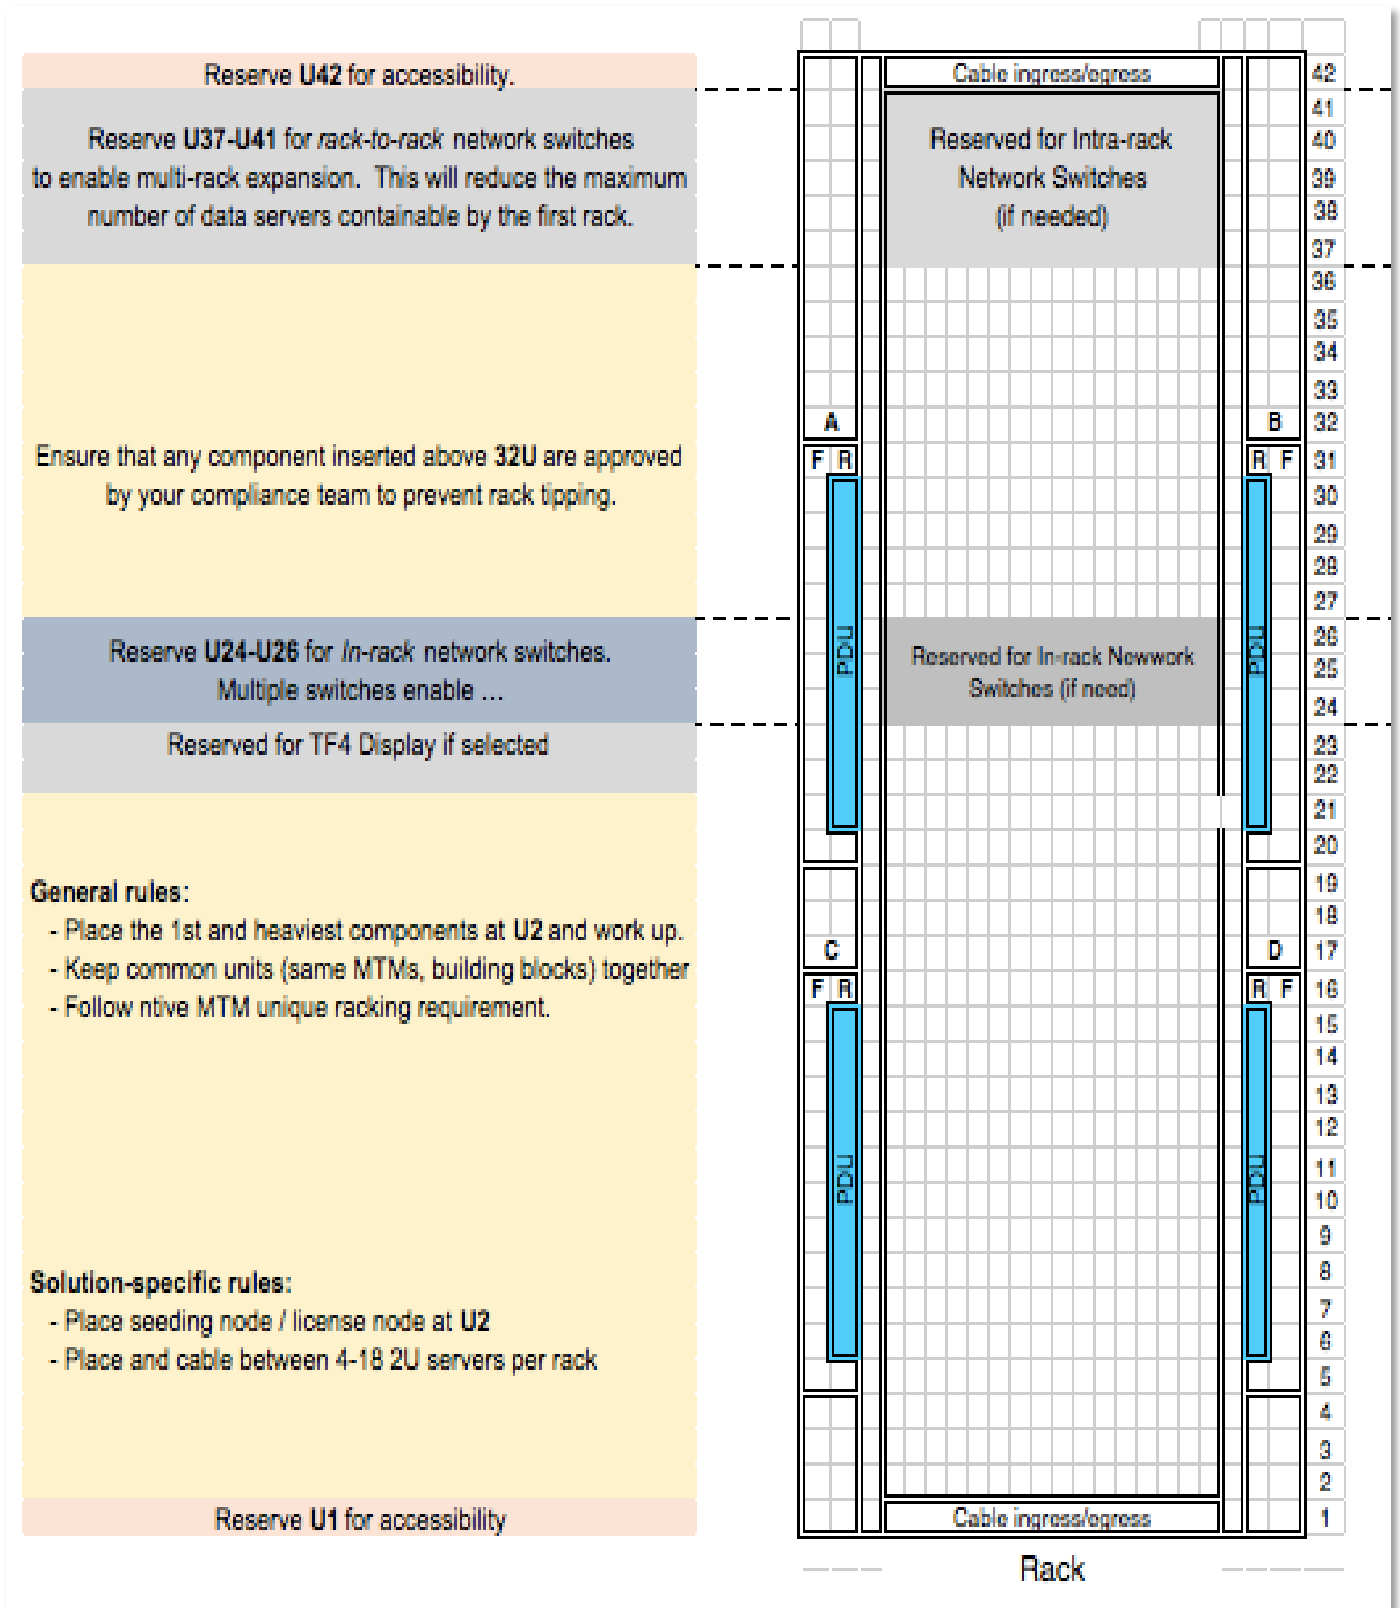 Reserve U42 for accessibility.
Reserve U37-U41 for rack-to-rack network switches
to enable multi-rack expansion. This will reduce the maximum
number of data servers containable by the first rack.
Ensure that any component inserted above 32U are approved
by your compliance team to prevent rack tipping.
Reserve U24-U26 for In-rack network switches.
Multiple switches enable ...
Reserved for TF4 Display if selected
General rules:
- Place the 1st and heaviest components at U2 and work up.
- Keep common units (same MTMs, building blocks) together
- Follow ntive MTM unique racking requirement.
Solution-specific rules:
- Place seeding node / license node at U2
- Place and cable between 4-18 2U servers per rack
Reserve U1 for accessibility
Cable ingress/egress
Reserved for Intra-rack
Network Switches
(if needed)
A
B
F R
R F
PDU
PDU
Reserved for In-rack Newwork
Switches (if need)
C
D
F R
R F
PDU
PDU
Cable ingress/egress
Rack
42
41
40
39
38
37
36
35
34
33
32
31
30
29
28
27
26
25
24
23
22
21
20
19
18
17
16
15
14
13
12
11
10
9
8
7
6
5
4
3
2
1